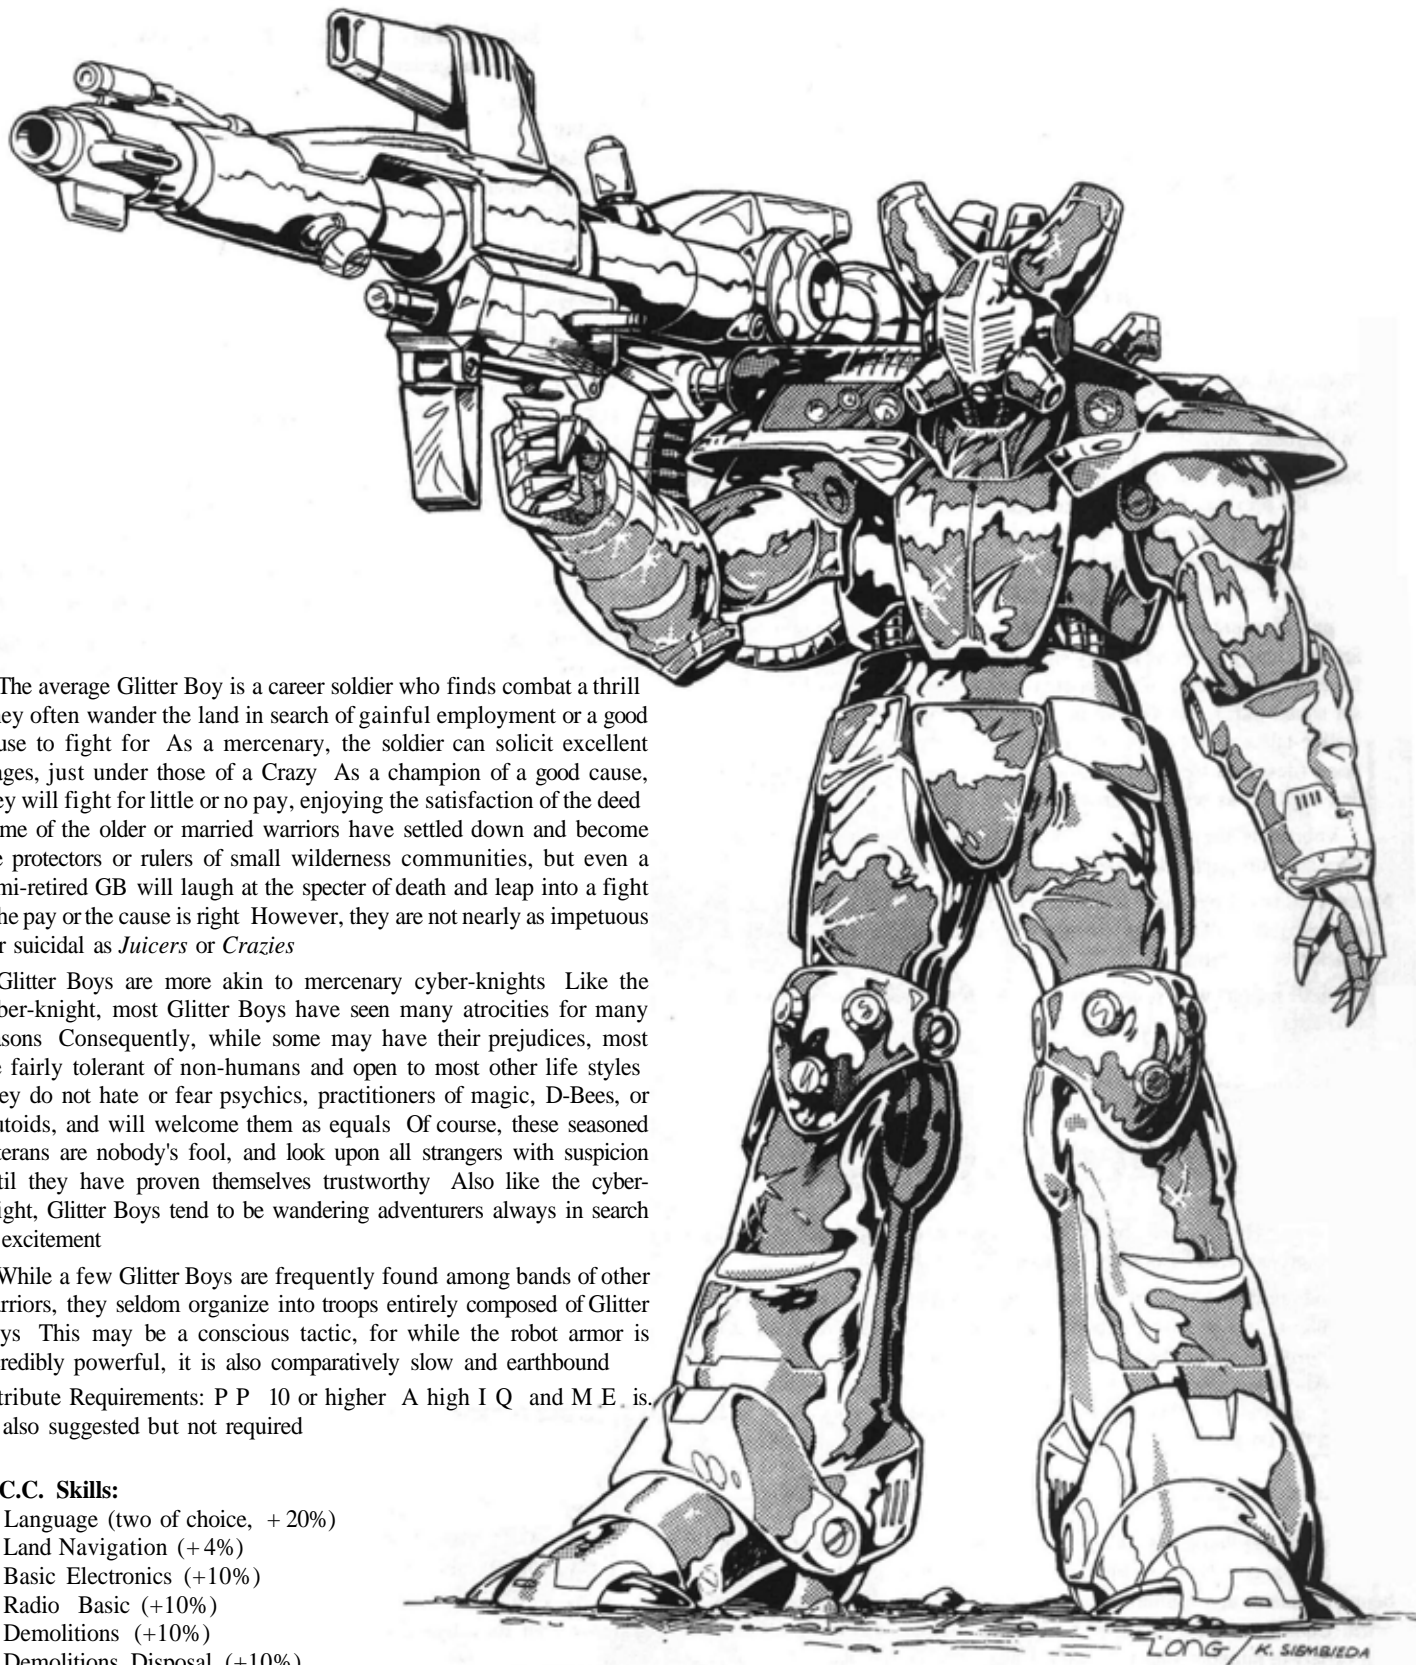 The average Glitter Boy is a career soldier who finds combat a thrill
ey often wander the land in search of gainful employment or a good
use to fight for As a mercenary, the soldier can solicit excellent
ages, just under those of a Crazy As a champion of a good cause,
ey will fight for little or no pay, enjoying the satisfaction of the deed
me of the older or married warriors have settled down and become
e protectors or rulers of small wilderness communities, but even a
mi-retired GB will laugh at the specter of death and leap into a fight
he pay or the cause is right However, they are not nearly as impetuous
r suicidal as Juicers or Crazies
Glitter Boys are more akin to mercenary cyber-knights Like the
ber-knight, most Glitter Boys have seen many atrocities for many
asons Consequently, while some may have their prejudices, most
e fairly tolerant of non-humans and open to most other life styles
ey do not hate or fear psychics, practitioners of magic, D-Bees, or
utoids, and will welcome them as equals Of course, these seasoned
terans are nobody's fool, and look upon all strangers with suspicion
til they have proven themselves trustworthy Also like the cyber-
ight, Glitter Boys tend to be wandering adventurers always in search
excitement
While a few Glitter Boys are frequently found among bands of other
rriors, they seldom organize into troops entirely composed of Glitter
ys This may be a conscious tactic, for while the robot armor is
credibly powerful, it is also comparatively slow and earthbound
tribute Requirements: P P 10 or higher A high I Q and M E is.
also suggested but not required
C.C. Skills:
Language (two of choice, +20%)
Land Navigation (+4%)
Basic Electronics (+10%)
Radio Basic (+10%)
Demolitions (+10%)
Demolitions Disposal (+10%)
LONG / K. SIEMBIEDA